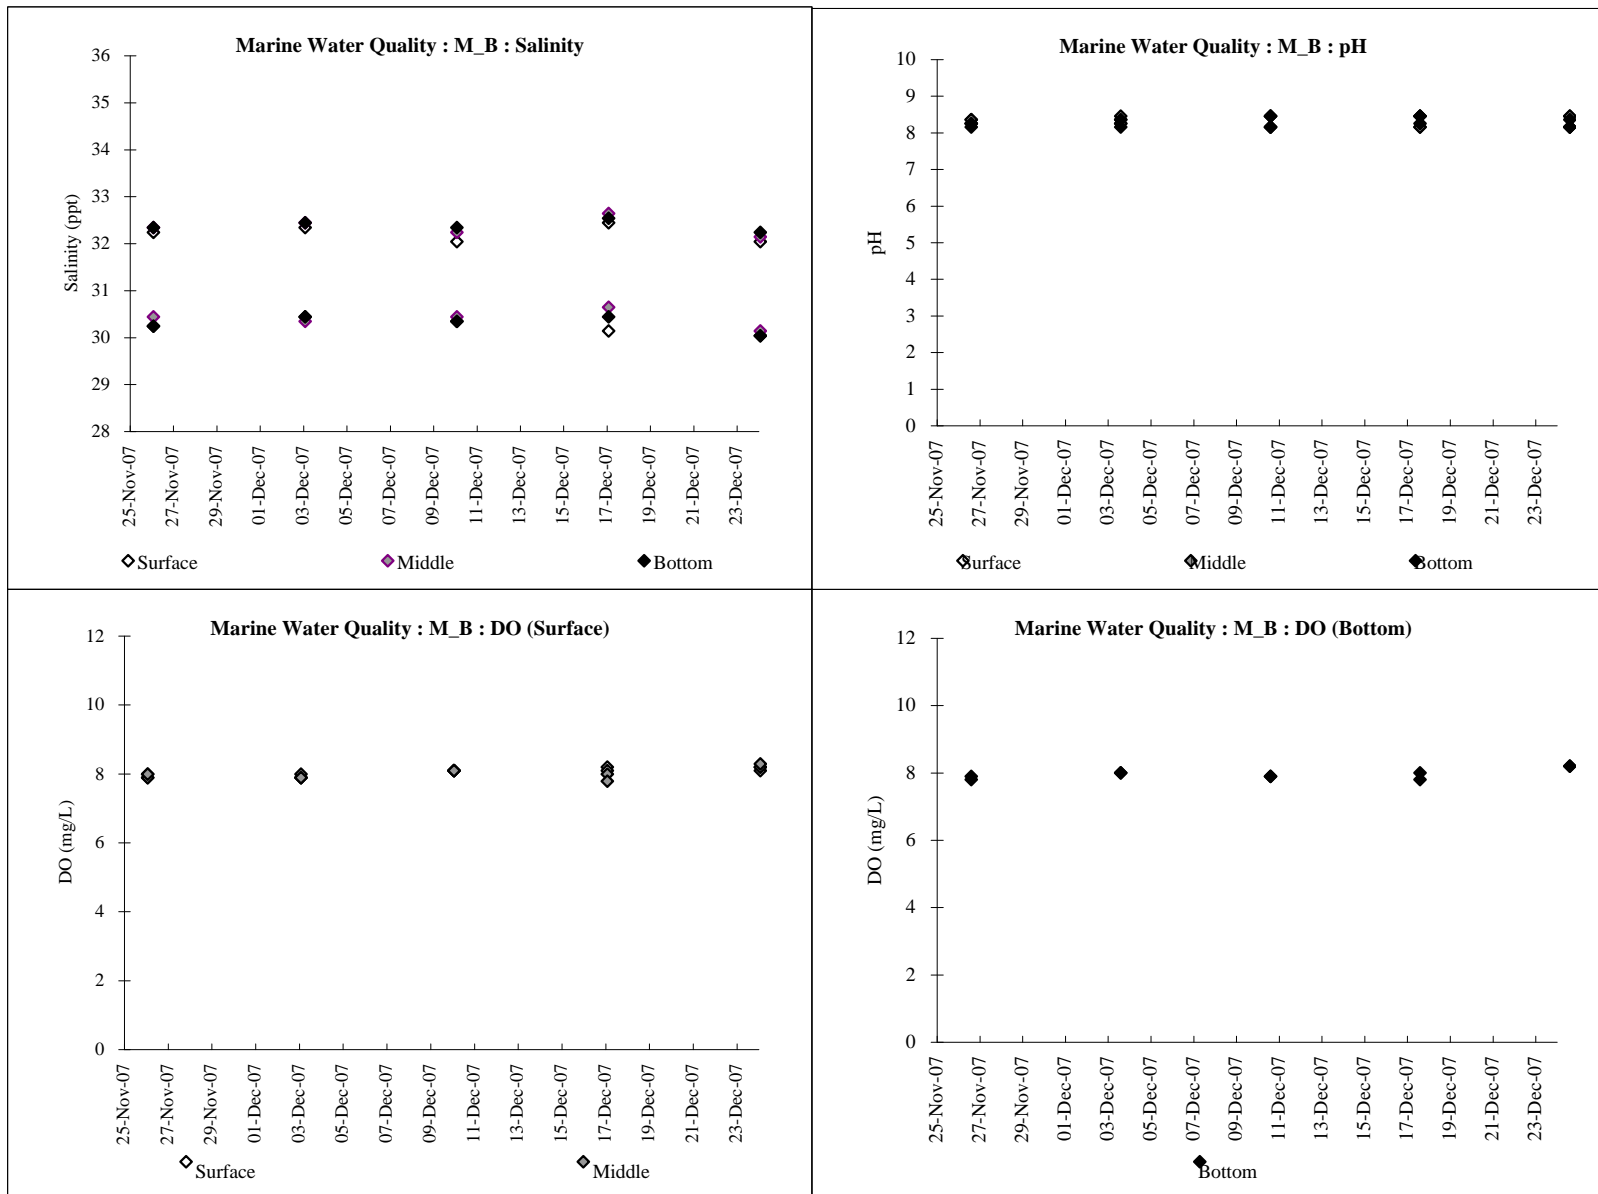 Marine Water Quality : M_B : Salinity
36
35
34
33
32
31
30
29
28
Salinity (ppt)
25-Nov-07
27-Nov-07
29-Nov-07
01-Dec-07
03-Dec-07
05-Dec-07
07-Dec-07
09-Dec-07
11-Dec-07
13-Dec-07
15-Dec-07
17-Dec-07
19-Dec-07
21-Dec-07
23-Dec-07
Surface Middle Bottom
Marine Water Quality : M_B : pH
10
9
8
7
6
5
4
3
2
1
0
pH
25-Nov-07
27-Nov-07
29-Nov-07
01-Dec-07
03-Dec-07
05-Dec-07
07-Dec-07
09-Dec-07
11-Dec-07
13-Dec-07
15-Dec-07
17-Dec-07
19-Dec-07
21-Dec-07
23-Dec-07
Surface Middle Bottom
Marine Water Quality : M_B : DO (Surface)
12
10
8
6
4
2
0
DO (mg/L)
25-Nov-07
27-Nov-07
29-Nov-07
01-Dec-07
03-Dec-07
05-Dec-07
07-Dec-07
09-Dec-07
11-Dec-07
13-Dec-07
15-Dec-07
17-Dec-07
19-Dec-07
21-Dec-07
23-Dec-07
Surface Middle
Marine Water Quality : M_B : DO (Bottom)
12
10
8
6
4
2
0
DO (mg/L)
25-Nov-07
27-Nov-07
29-Nov-07
01-Dec-07
03-Dec-07
05-Dec-07
07-Dec-07
09-Dec-07
11-Dec-07
13-Dec-07
15-Dec-07
17-Dec-07
19-Dec-07
21-Dec-07
23-Dec-07
Bottom